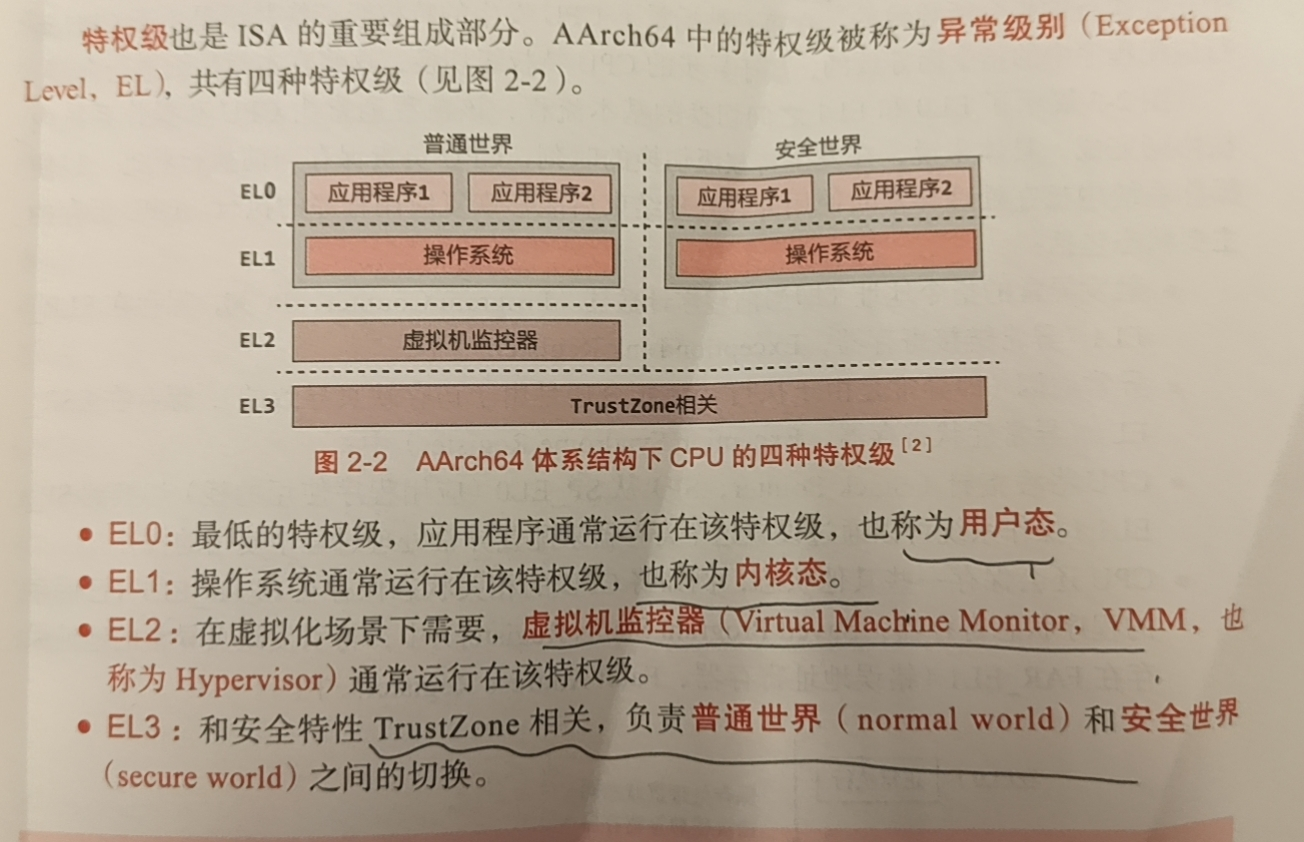 特权级也是 ISA 的重要组成部分。AArch64 中的特权级被称为异常级别（Exception
Level，EL），共有四种特权级（见图 2-2）。
普通世界 安全世界
EL0 应用程序1 应用程序2 应用程序1 应用程序2
EL1 操作系统 操作系统
EL2 虚拟机监控器
EL3 TrustZone相关
图 2-2 AArch64 体系结构下 CPU 的四种特权级[2]
• EL0：最低的特权级，应用程序通常运行在该特权级，也称为用户态。
• EL1：操作系统通常运行在该特权级，也称为内核态。
• EL2：在虚拟化场景下需要，虚拟机监控器（Virtual Machine Monitor，VMM，也
称为 Hypervisor）通常运行在该特权级。
• EL3：和安全特性 TrustZone 相关，负责普通世界（normal world）和安全世界
（secure world）之间的切换。